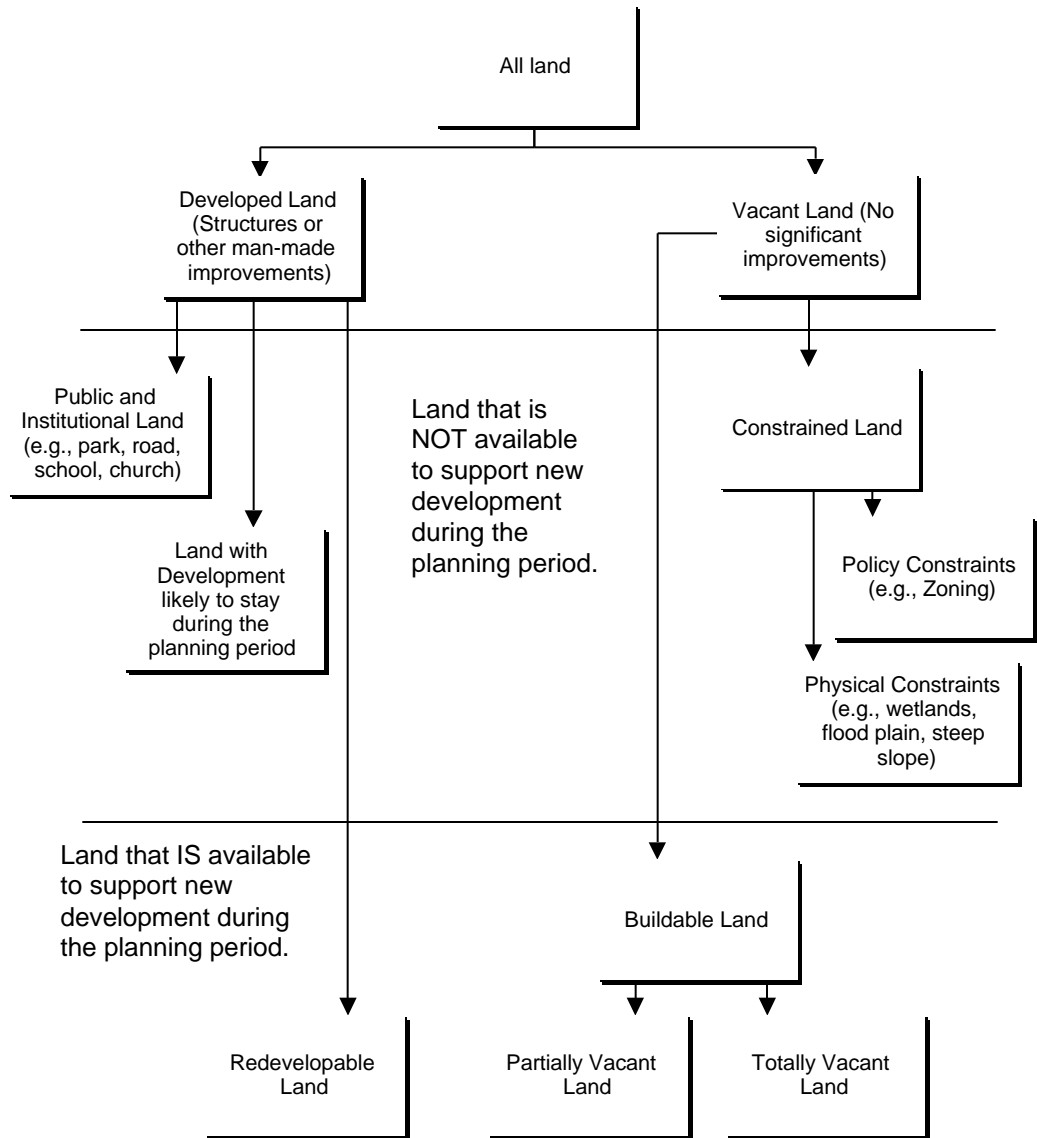 All land
Developed Land
(Structures or
other man-made
improvements)
Vacant Land (No
significant
improvements)
Public and
Institutional Land
(e.g., park, road,
school, church)
Land that is
NOT available
to support new
development
during the
planning period.
Constrained Land
Land with
Development
likely to stay
during the
planning period
Policy Constraints
(e.g., Zoning)
Physical Constraints
(e.g., wetlands,
flood plain, steep
slope)
Land that IS available
to support new
development during
the planning period.
Buildable Land
Redevelopable
Land
Partially Vacant
Land
Totally Vacant
Land